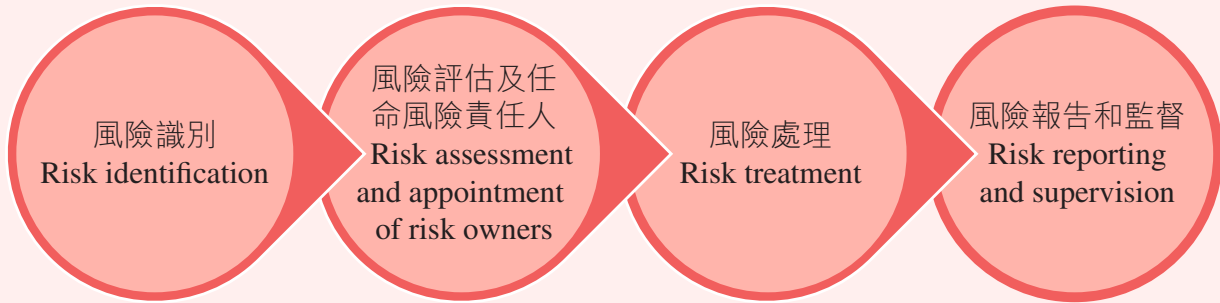 風險識別
Risk identification
風險評估及任
命風險責任人
Risk assessment
and appointment
of risk owners
風險處理
Risk treatment
風險報告和監督
Risk reporting
and supervision